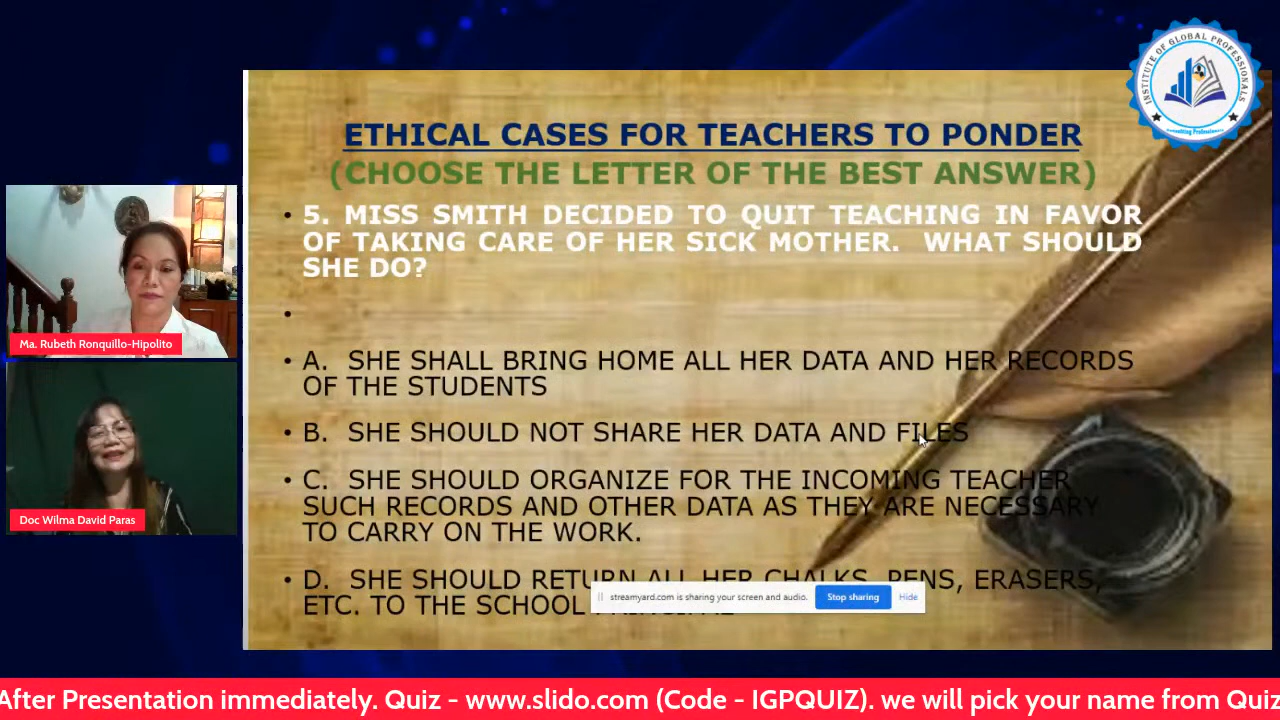 INSTITUTE OF GLOBAL PROFESSIONALS
ETHICAL CASES FOR TEACHERS TO PONDER
(CHOOSE THE LETTER OF THE BEST ANSWER)
• 5. MISS SMITH DECIDED TO QUIT TEACHING IN FAVOR
OF TAKING CARE OF HER SICK MOTHER. WHAT SHOULD
SHE DO?
•
• A. SHE SHALL BRING HOME ALL HER DATA AND HER RECORDS
OF THE STUDENTS
• B. SHE SHOULD NOT SHARE HER DATA AND FILES
• C. SHE SHOULD ORGANIZE FOR THE INCOMING TEACHER
SUCH RECORDS AND OTHER DATA AS THEY ARE NECESSARY
TO CARRY ON THE WORK.
• D. SHE SHOULD RETURN ALL HER CHALKS, PENS, ERASERS,
ETC. TO THE SCHOOL
streamyard.com is sharing your screen and audio. Stop sharing Hide
Ma. Rubeth Ronquillo-Hipolito
Doc Wilma David Paras
After Presentation immediately. Quiz - www.slido.com (Code - IGPQUIZ). we will pick your name from Quiz